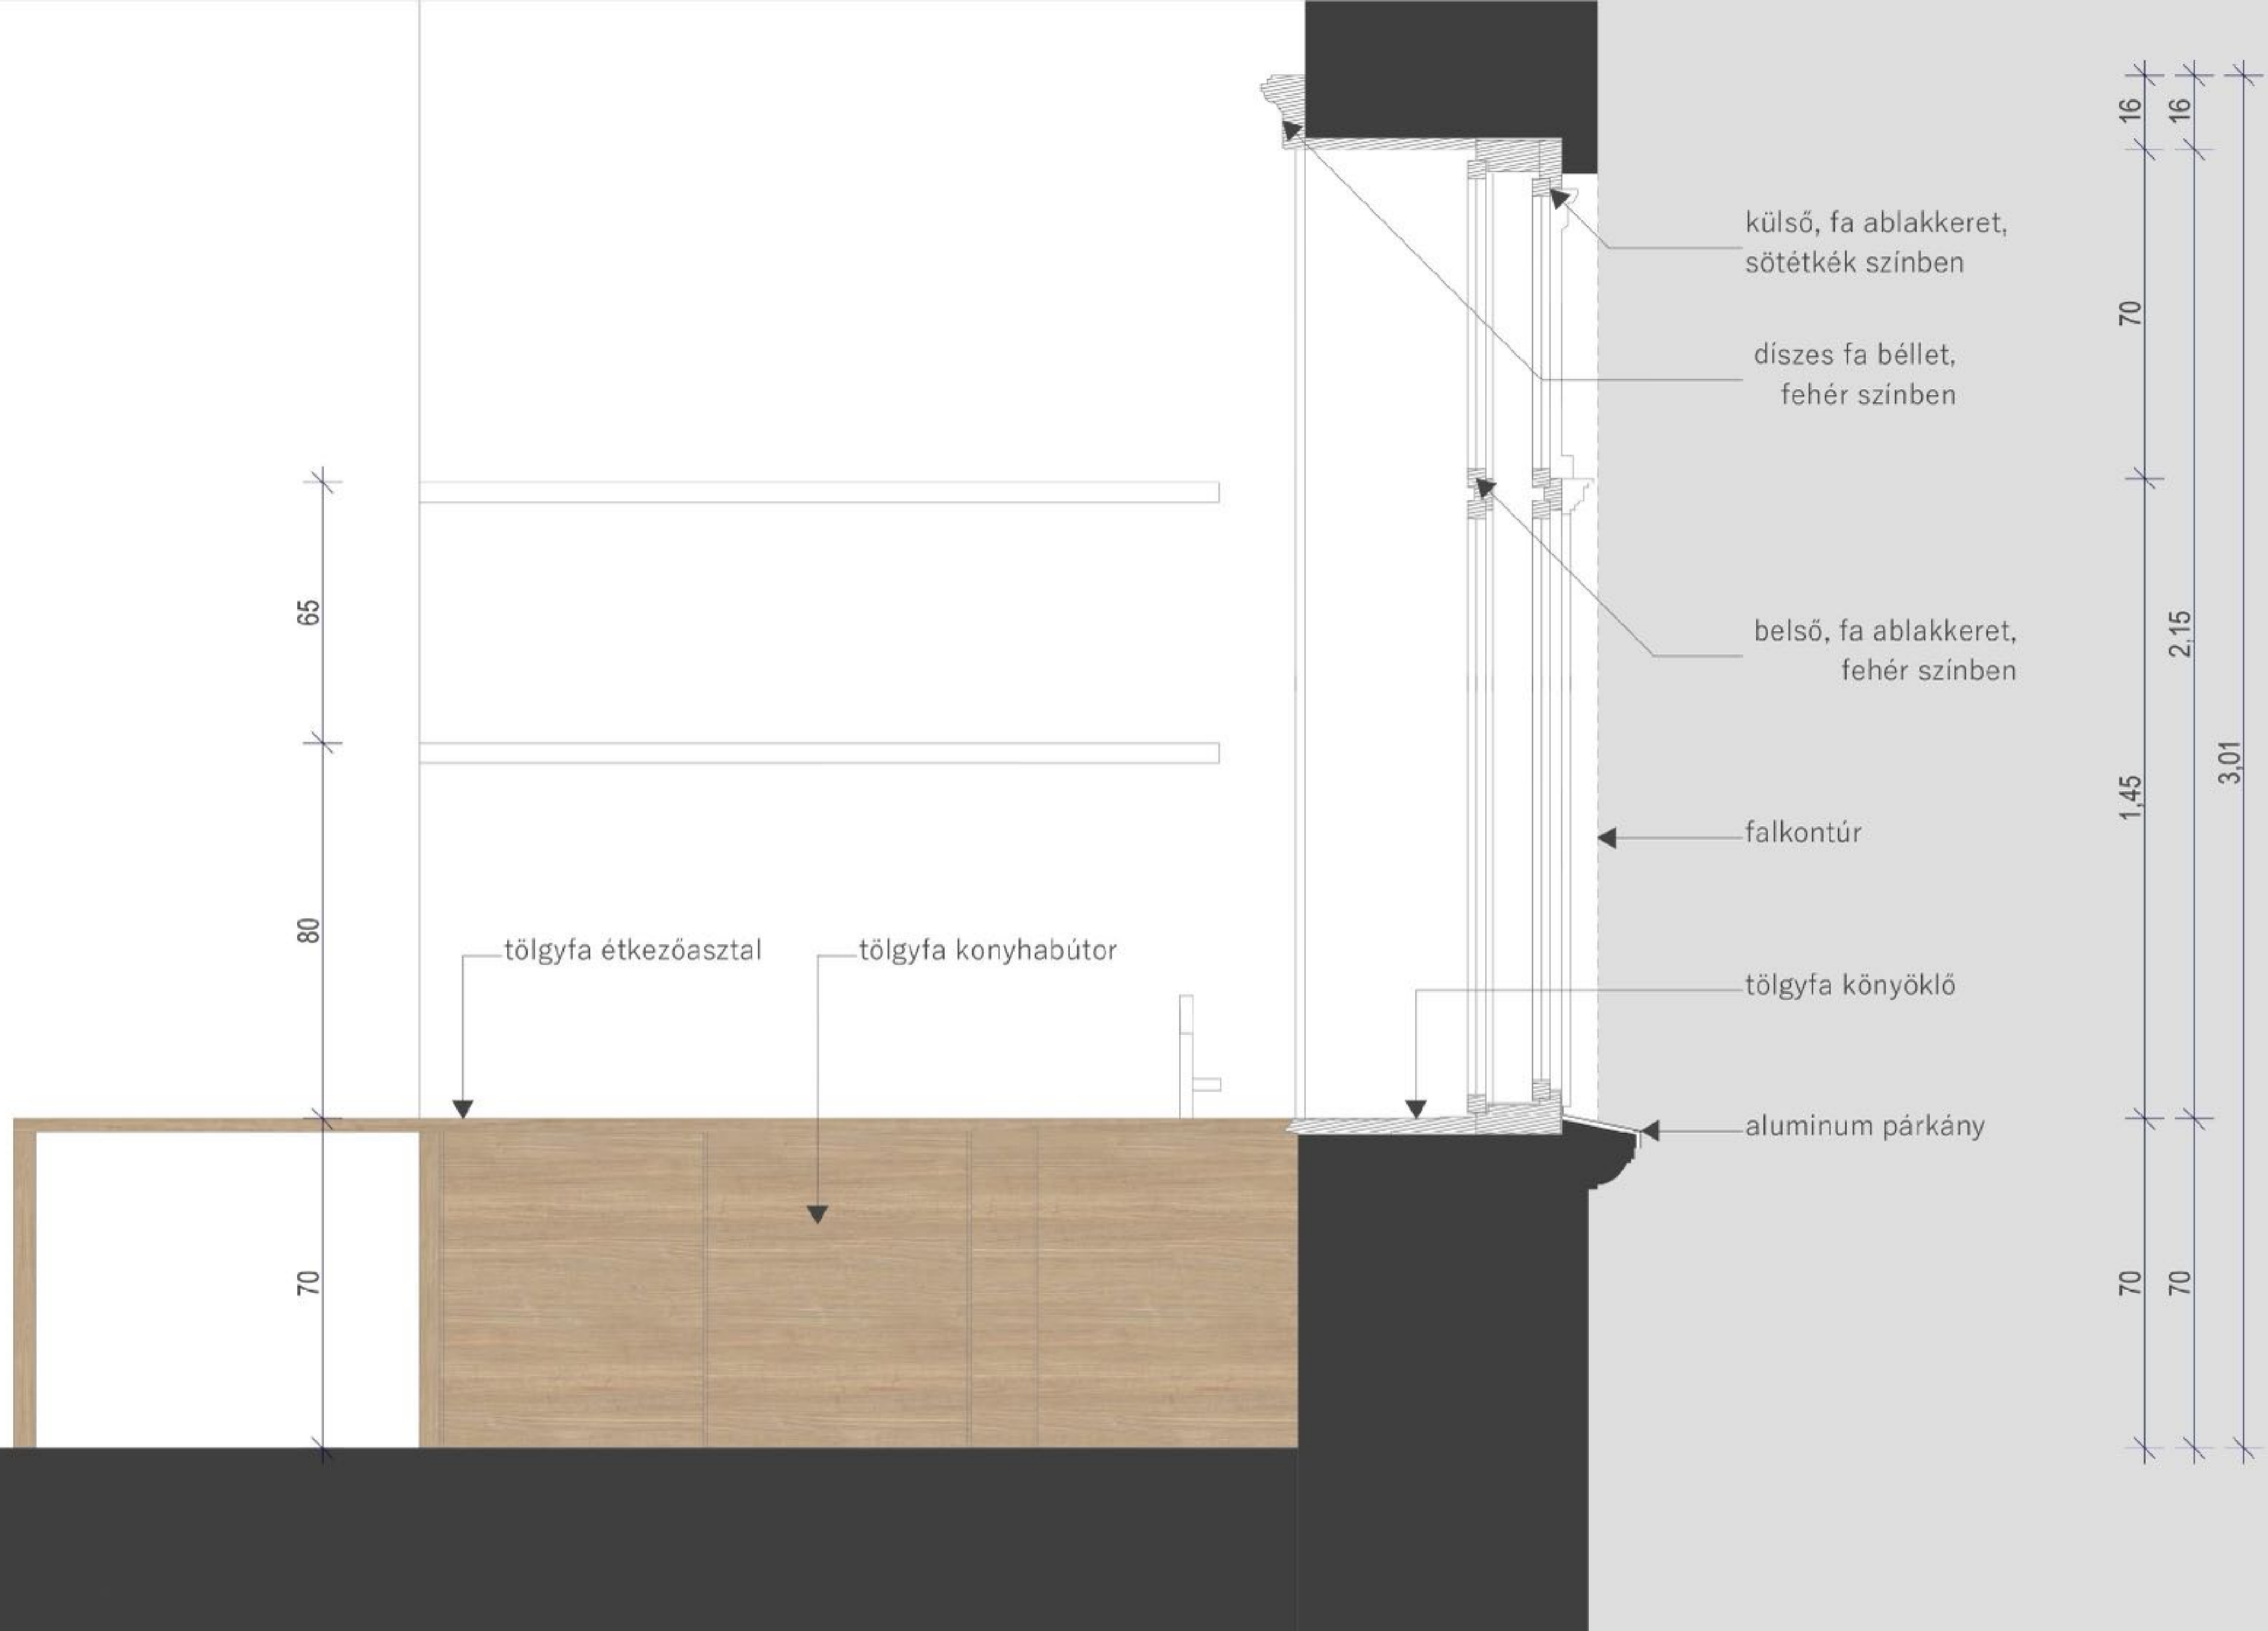 16
16
külső, fa ablakkeret,
sötétkék színben
70
díszes fa béllet,
fehér színben
65
belső, fa ablakkeret,
fehér színben
2,15
3,01
1,45
falkontúr
80
tölgyfa étkezőasztal
tölgyfa konyhabútor
tölgyfa könyöklő
aluminum párkány
70
70
70